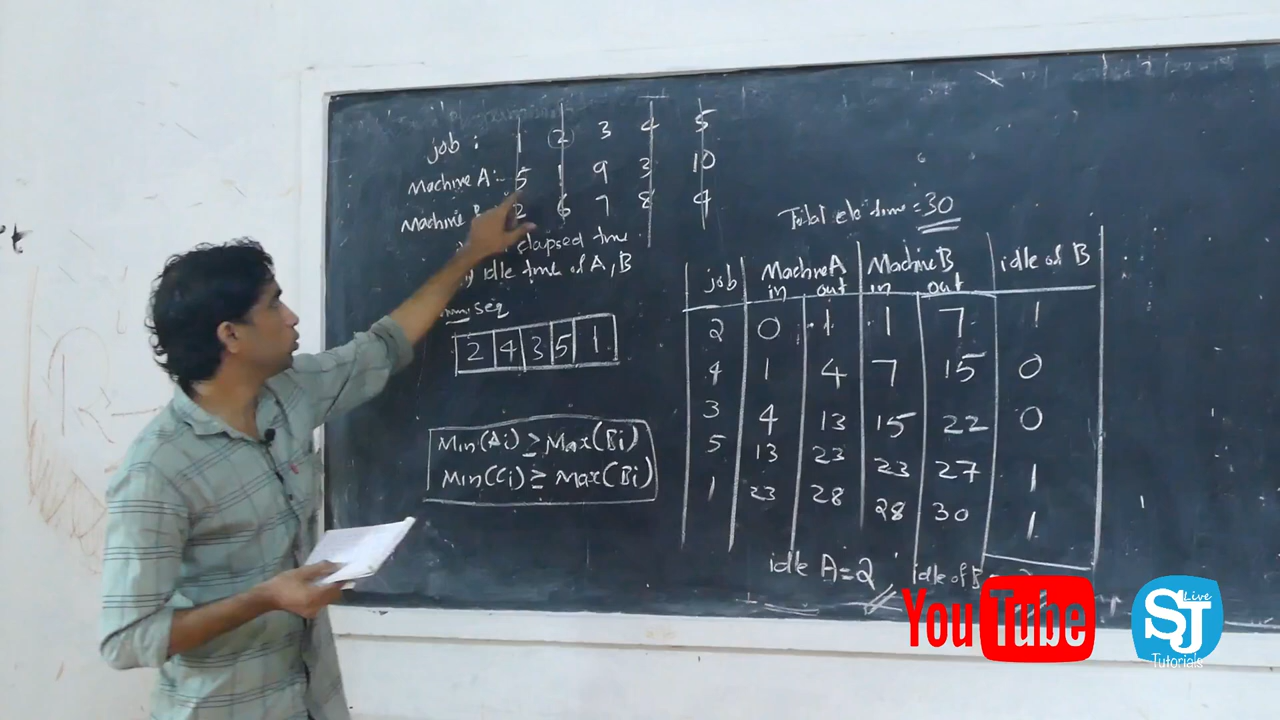 job : 1 2 3 4 5
Machine A:- 5 1 9 3 10
Machine 2 6 7 8 4
elapsed time
idle time of A, B
seq
2 4 3 5 1
Min(Ai) ≥ Max(Bi)
Min(Ci) ≥ Max(Bi)
Total ela time = 30
job Machine A Machine B idle of B
in out in out
2 0 1 1 7 1
4 1 4 7 15 0
3 4 13 15 22 0
5 13 23 23 27 1
1 23 28 28 30 1
idle A = 2 idle of B
YouTube
SJ Live
Tutorials